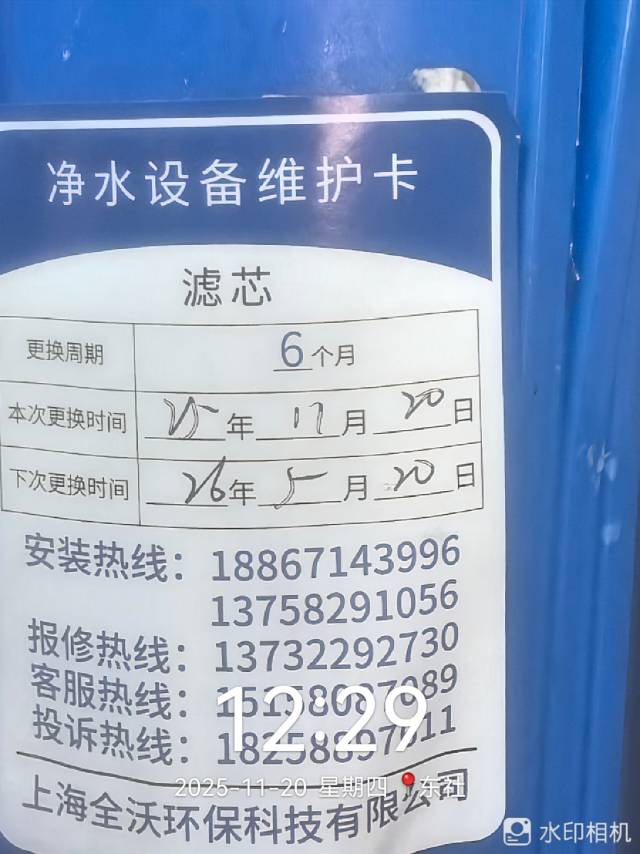 净水设备维护卡
滤芯
更换周期 6个月
本次更换时间 25年11月20日
下次更换时间 26年5月20日
安装热线：18867143996
13758291056
报修热线：13732292730
客服热线：15158087089
投诉热线：
12:29
2025-11-20 星期四 东社
上海全沃环保科技有限公司
水印相机